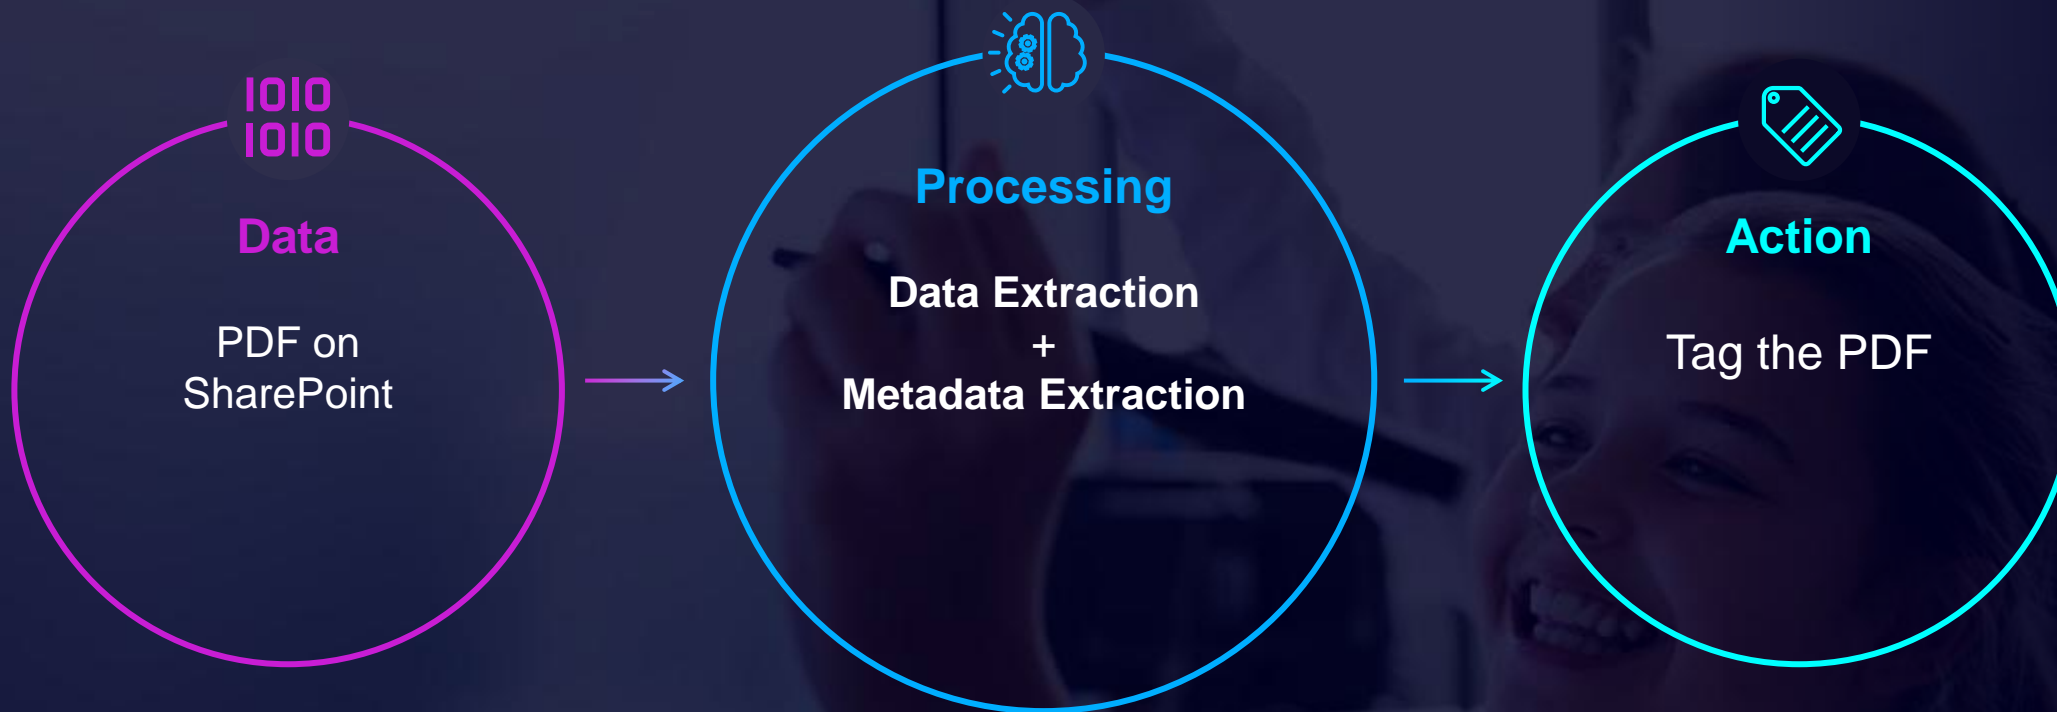 1010
1010
Data
PDF on
SharePoint
Processing
Data Extraction
+
Metadata Extraction
Action
Tag the PDF